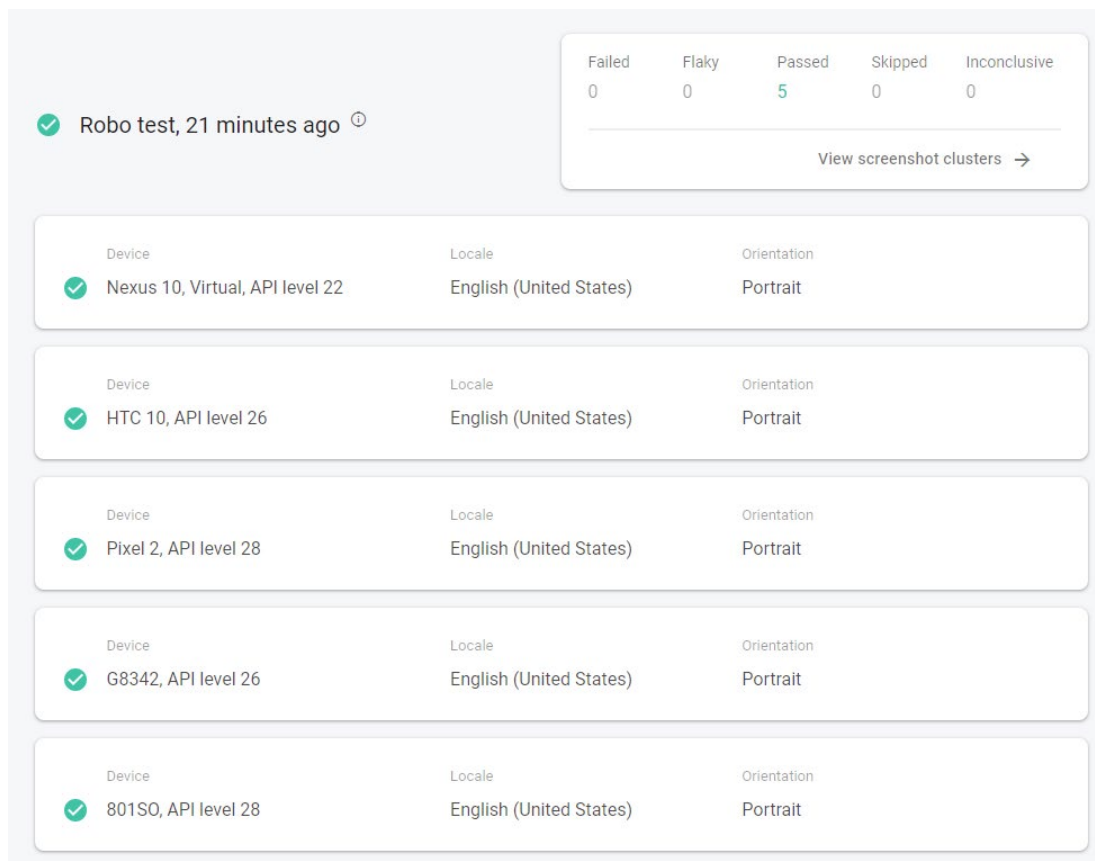 Failed Flaky Passed Skipped Inconclusive
0 0 5 0 0
Robo test, 21 minutes ago
View screenshot clusters →
Device Locale Orientation
Nexus 10, Virtual, API level 22 English (United States) Portrait
Device Locale Orientation
HTC 10, API level 26 English (United States) Portrait
Device Locale Orientation
Pixel 2, API level 28 English (United States) Portrait
Device Locale Orientation
G8342, API level 26 English (United States) Portrait
Device Locale Orientation
801SO, API level 28 English (United States) Portrait